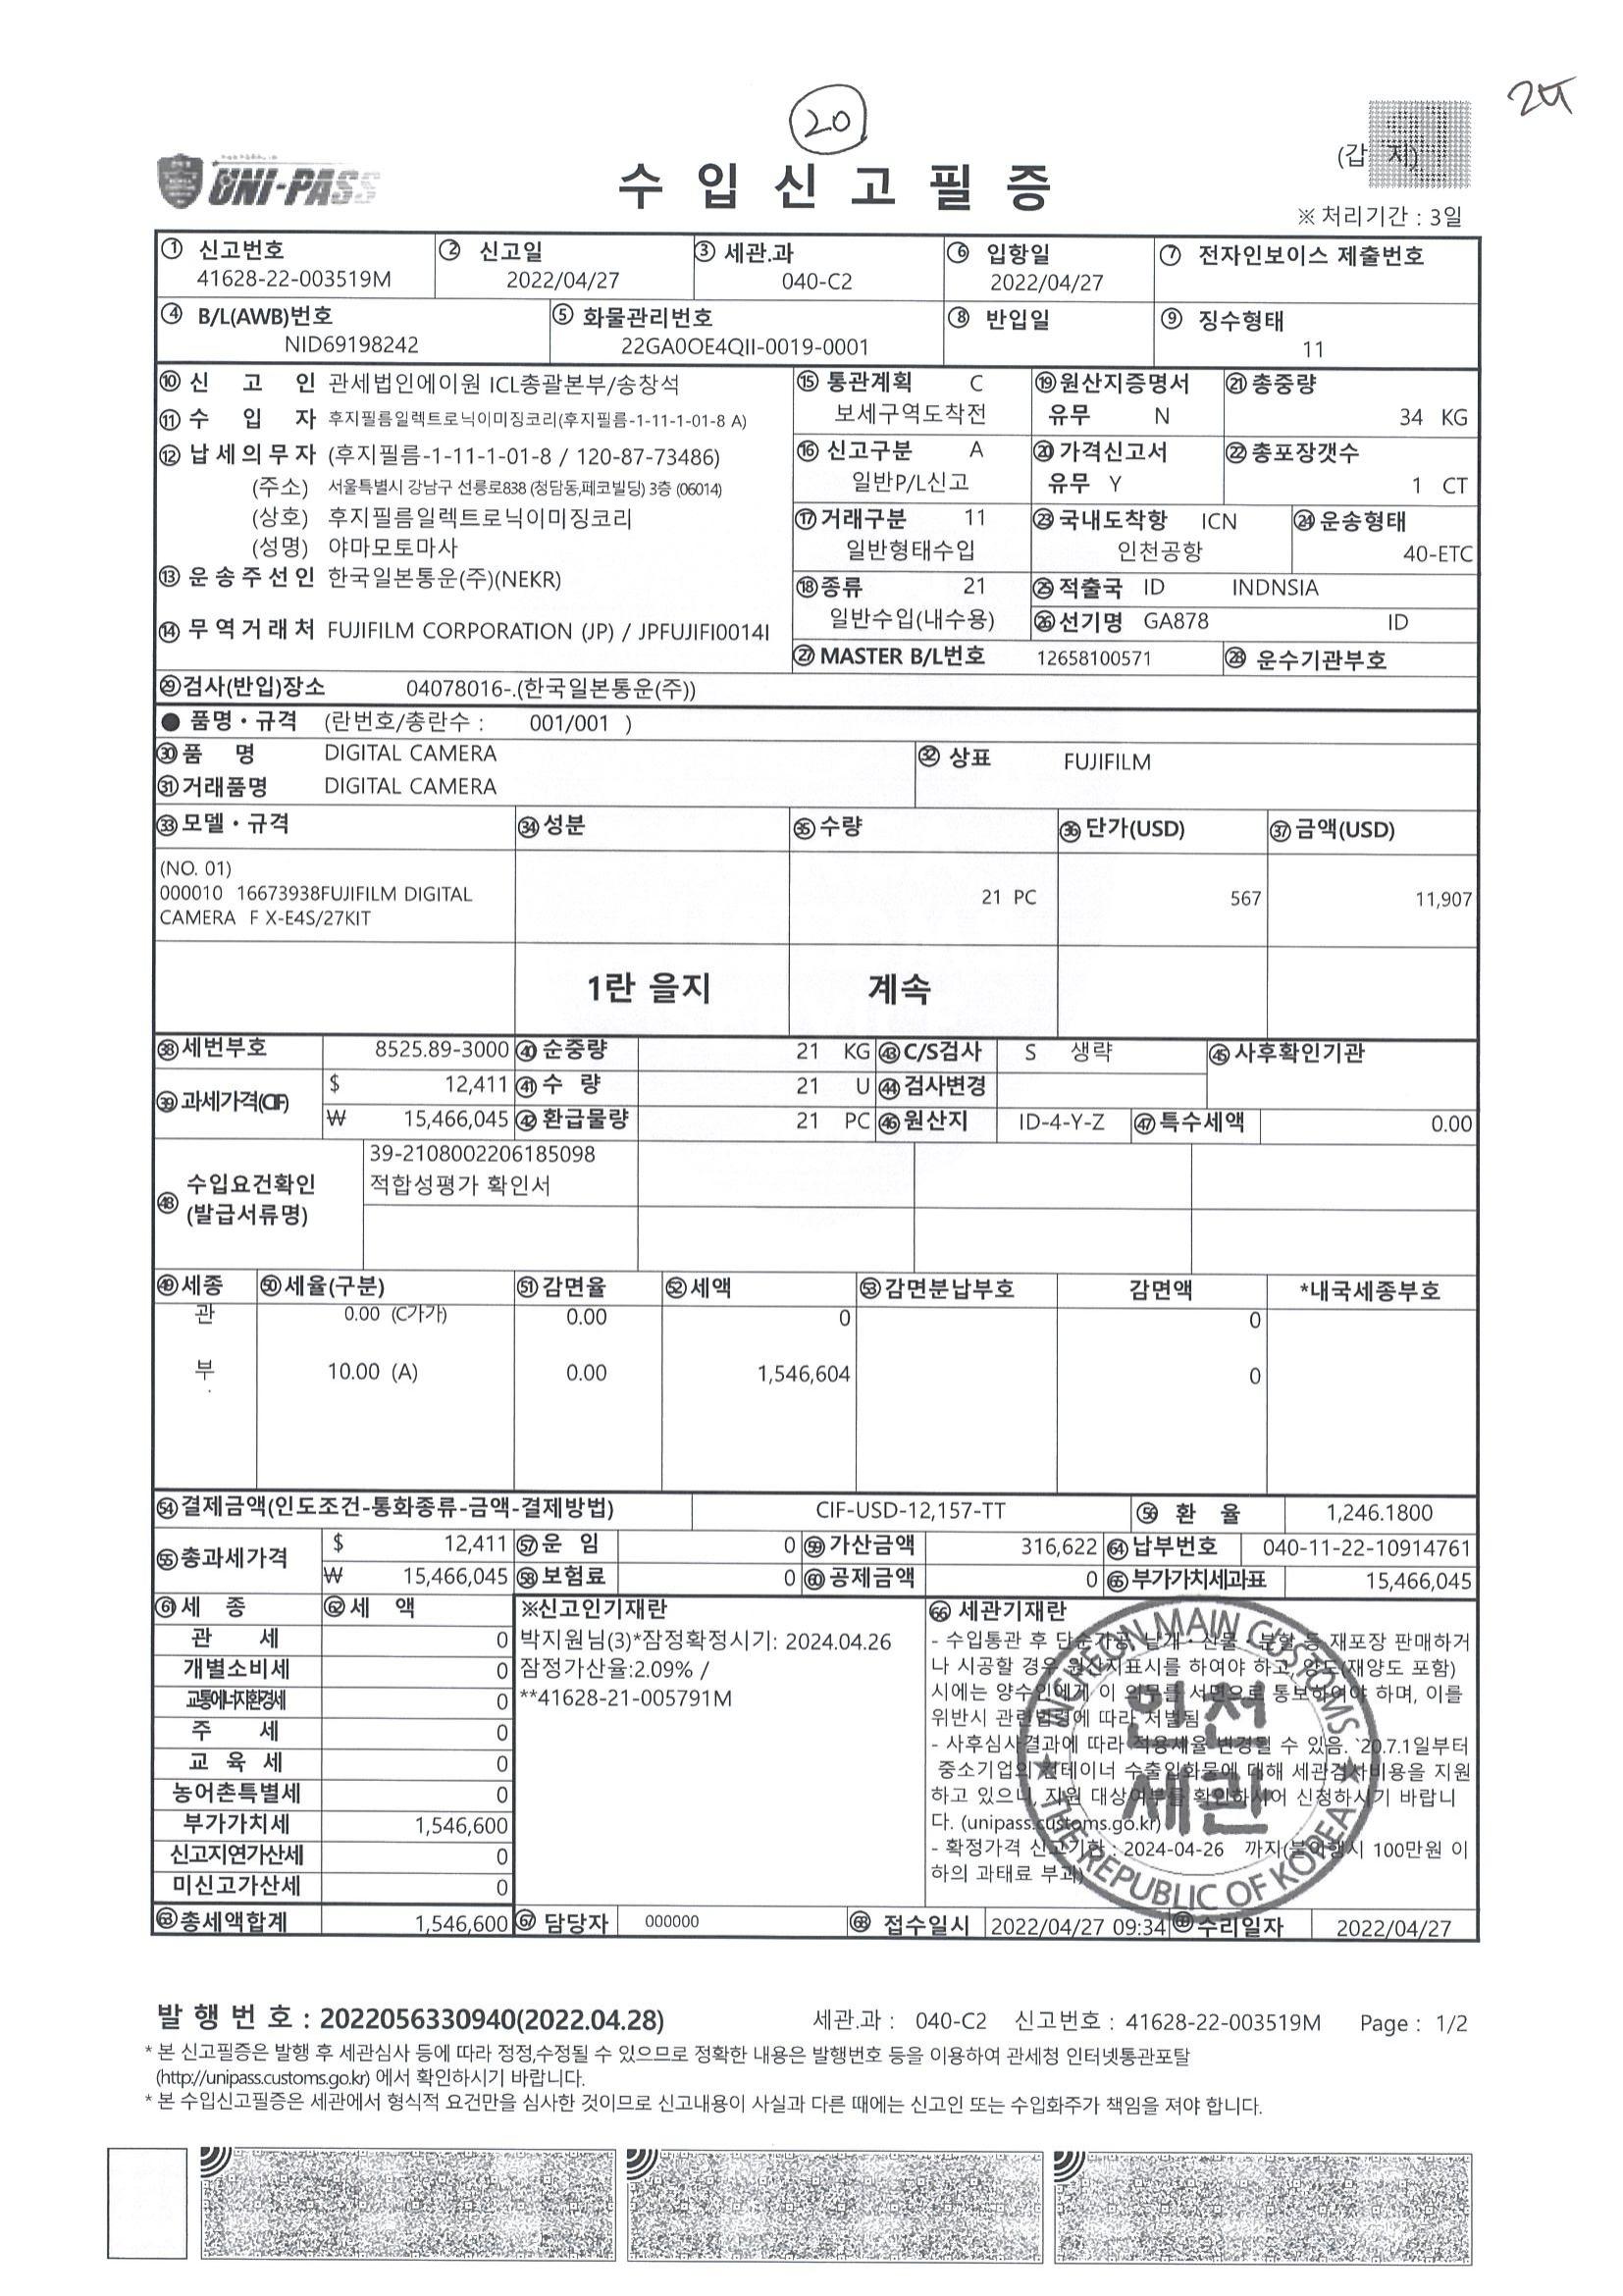 20
UNI-PASS
수 입 신 고 필 증
(갑 지)
※ 처리기간 : 3일
① 신고번호
41628-22-003519M
② 신고일
2022/04/27
③ 세관.과
040-C2
⑥ 입항일
2022/04/27
⑦ 전자인보이스 제출번호
④ B/L(AWB)번호
NID69198242
⑤ 화물관리번호
22GA0OE4QII-0019-0001
⑧ 반입일
⑨ 징수형태
11
⑩ 신 고 인 관세법인에이원 ICL총괄본부/송창석
⑪ 수 입 자 후지필름일렉트로닉이미징코리(후지필름-1-11-1-01-8 A)
⑫ 납세의무자 (후지필름-1-11-1-01-8 / 120-87-73486)
(주소) 서울특별시 강남구 선릉로838 (청담동,페코빌딩) 3층 (06014)
(상호) 후지필름일렉트로닉이미징코리
(성명) 야마모토마사
⑬ 운송주선인 한국일본통운(주)(NEKR)
⑭ 무역거래처 FUJIFILM CORPORATION (JP) / JPFUJIFI0014I
⑮ 통관계획 C
보세구역도착전
⑯ 신고구분 A
일반P/L신고
⑰ 거래구분 11
일반형태수입
⑱ 종류 21
일반수입(내수용)
⑲ 원산지증명서
유무 N
⑳ 가격신고서
유무 Y
㉑ 총중량
34 KG
㉒ 총포장갯수
1 CT
㉓ 국내도착항 ICN
인천공항
㉔ 운송형태
40-ETC
㉕ 적출국 ID INDNSIA
㉖ 선기명 GA878 ID
㉗ MASTER B/L번호 12658100571
㉘ 운수기관부호
㉙ 검사(반입)장소 04078016-.(한국일본통운(주))
● 품명・규격 (란번호/총란수 : 001/001 )
㉚ 품 명 DIGITAL CAMERA
㉛ 거래품명 DIGITAL CAMERA
㉜ 상표 FUJIFILM
㉝ 모델・규격 ㉞ 성분 ㉟ 수량 ㊱ 단가(USD) ㊲ 금액(USD)
(NO. 01)
000010 16673938FUJIFILM DIGITAL 21 PC 567 11,907
CAMERA F X-E4S/27KIT
1란 을지 계속
㊳ 세번부호 8525.89-3000 ㊵ 순중량 21 KG ㊸ C/S검사 S 생략 ㊺ 사후확인기관
㊴ 과세가격(CIF) $ 12,411 ㊶ 수 량 21 U ㊹ 검사변경
₩ 15,466,045 ㊷ 환급물량 21 PC ㊻ 원산지 ID-4-Y-Z ㊼ 특수세액 0.00
㊽ 수입요건확인
(발급서류명)
39-2108002206185098
적합성평가 확인서
㊾ 세종 ㊿ 세율(구분) 51 감면율 52 세액 53 감면분납부호 감면액 *내국세종부호
관 0.00 (C가가) 0.00 0 0
부 10.00 (A) 0.00 1,546,604 0
54 결제금액(인도조건-통화종류-금액-결제방법) CIF-USD-12,157-TT 56 환 율 1,246.1800
55 총과세가격 $ 12,411 57 운 임 0 59 가산금액 316,622 64 납부번호 040-11-22-10914761
₩ 15,466,045 58 보험료 0 60 공제금액 0 65 부가가치세과표 15,466,045
61 세 종 62 세 액
관 세 0
개별소비세 0
교통에너지환경세 0
주 세 0
교 육 세 0
농어촌특별세 0
부가가치세 1,546,600
신고지연가산세 0
미신고가산세 0
63 총세액합계 1,546,600
※신고인기재란
박지원님(3)*잠정확정시기: 2024.04.26
잠정가산율:2.09% /
**41628-21-005791M
66 세관기재란
- 수입통관 후 단순가공, 낱개・산물・분할 등 재포장 판매하거
나 시공할 경우 원산지표시를 하여야 하고, 양도(재양도 포함)
시에는 양수인에게 이 의무를 서면으로 통보하여야 하며, 이를
위반시 관련법령에 따라 처벌됨
- 사후심사결과에 따라 적용세율 변경될 수 있음. `20.7.1일부터
중소기업의 컨테이너 수출입화물에 대해 세관검사비용을 지원
하고 있으니, 지원 대상여부를 확인하시어 신청하시기 바랍니
다. (unipass.customs.go.kr)
- 확정가격 신고기한 : 2024-04-26 까지(불이행시 100만원 이
하의 과태료 부과)
INCHEON MAIN CUSTOMS
인천
세관
THE REPUBLIC OF KOREA
67 담당자 000000 68 접수일시 2022/04/27 09:34 69 수리일자 2022/04/27
발 행 번 호 : 2022056330940(2022.04.28) 세관.과 : 040-C2 신고번호 : 41628-22-003519M Page : 1/2
* 본 신고필증은 발행 후 세관심사 등에 따라 정정,수정될 수 있으므로 정확한 내용은 발행번호 등을 이용하여 관세청 인터넷통관포탈
(http://unipass.customs.go.kr) 에서 확인하시기 바랍니다.
* 본 수입신고필증은 세관에서 형식적 요건만을 심사한 것이므로 신고내용이 사실과 다른 때에는 신고인 또는 수입화주가 책임을 져야 합니다.